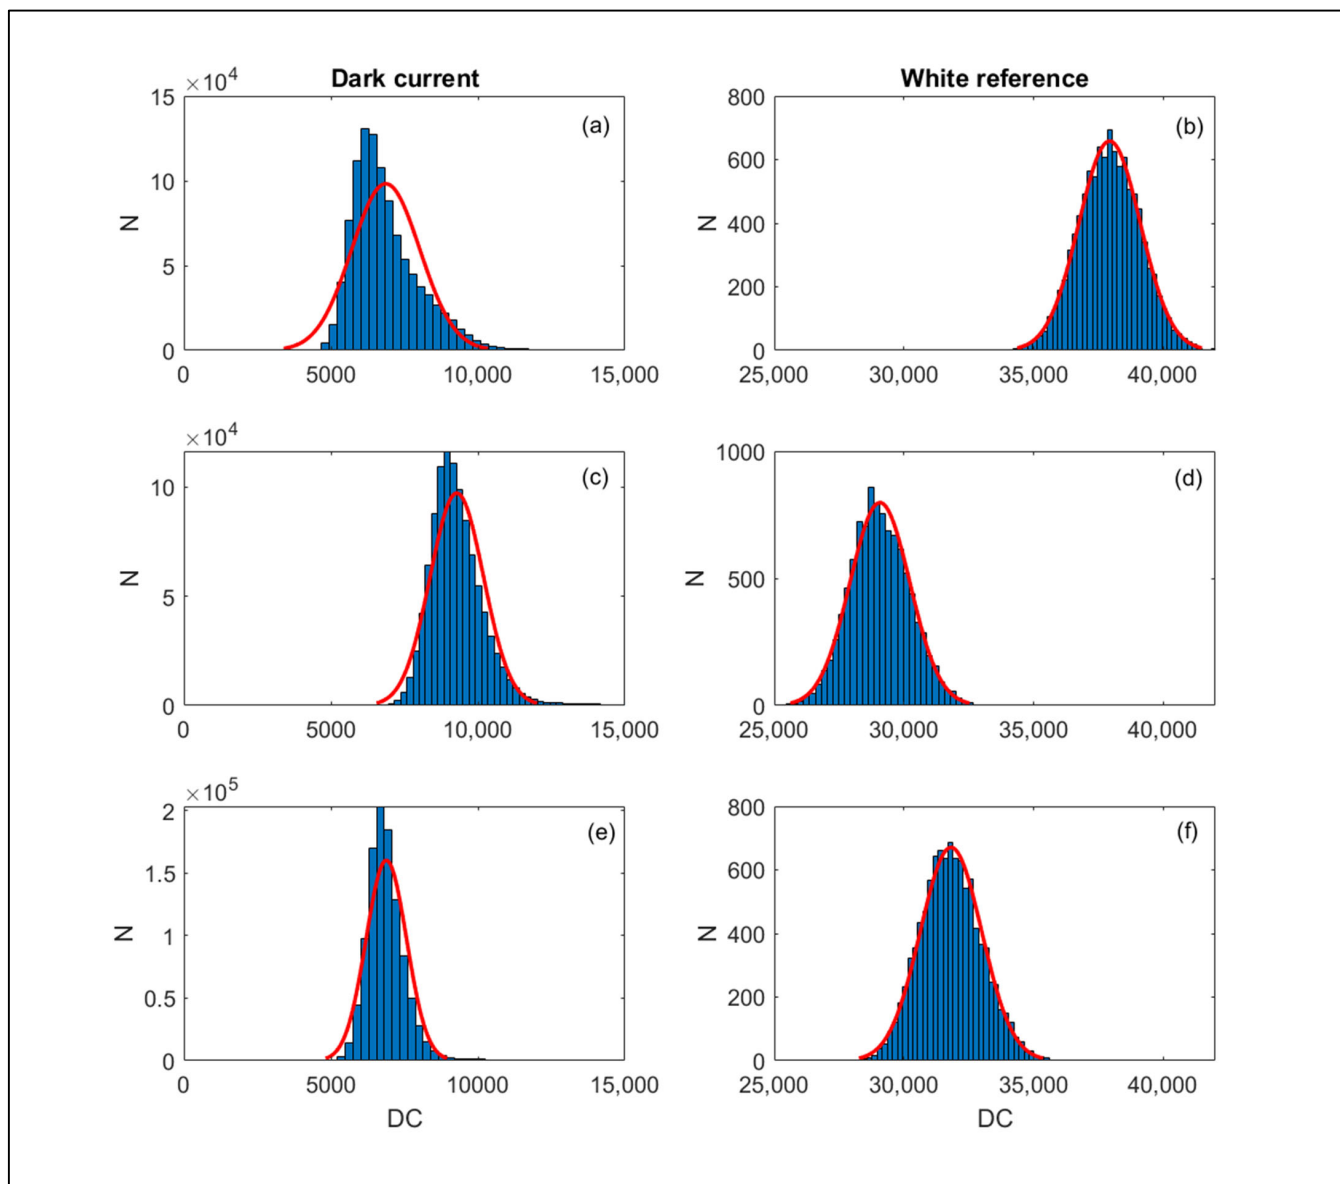 Dark current
White reference
×10⁴
15
10
5
0
N
(a)
0 5000 10,000 15,000
800
600
400
200
0
N
(b)
25,000 30,000 35,000 40,000
×10⁴
10
5
0
N
(c)
0 5000 10,000 15,000
1000
500
0
N
(d)
25,000 30,000 35,000 40,000
×10⁵
2
1.5
1
0.5
0
N
(e)
0 5000 10000 15,000
DC
800
600
400
200
0
N
(f)
25,000 30,000 35,000 40,000
DC